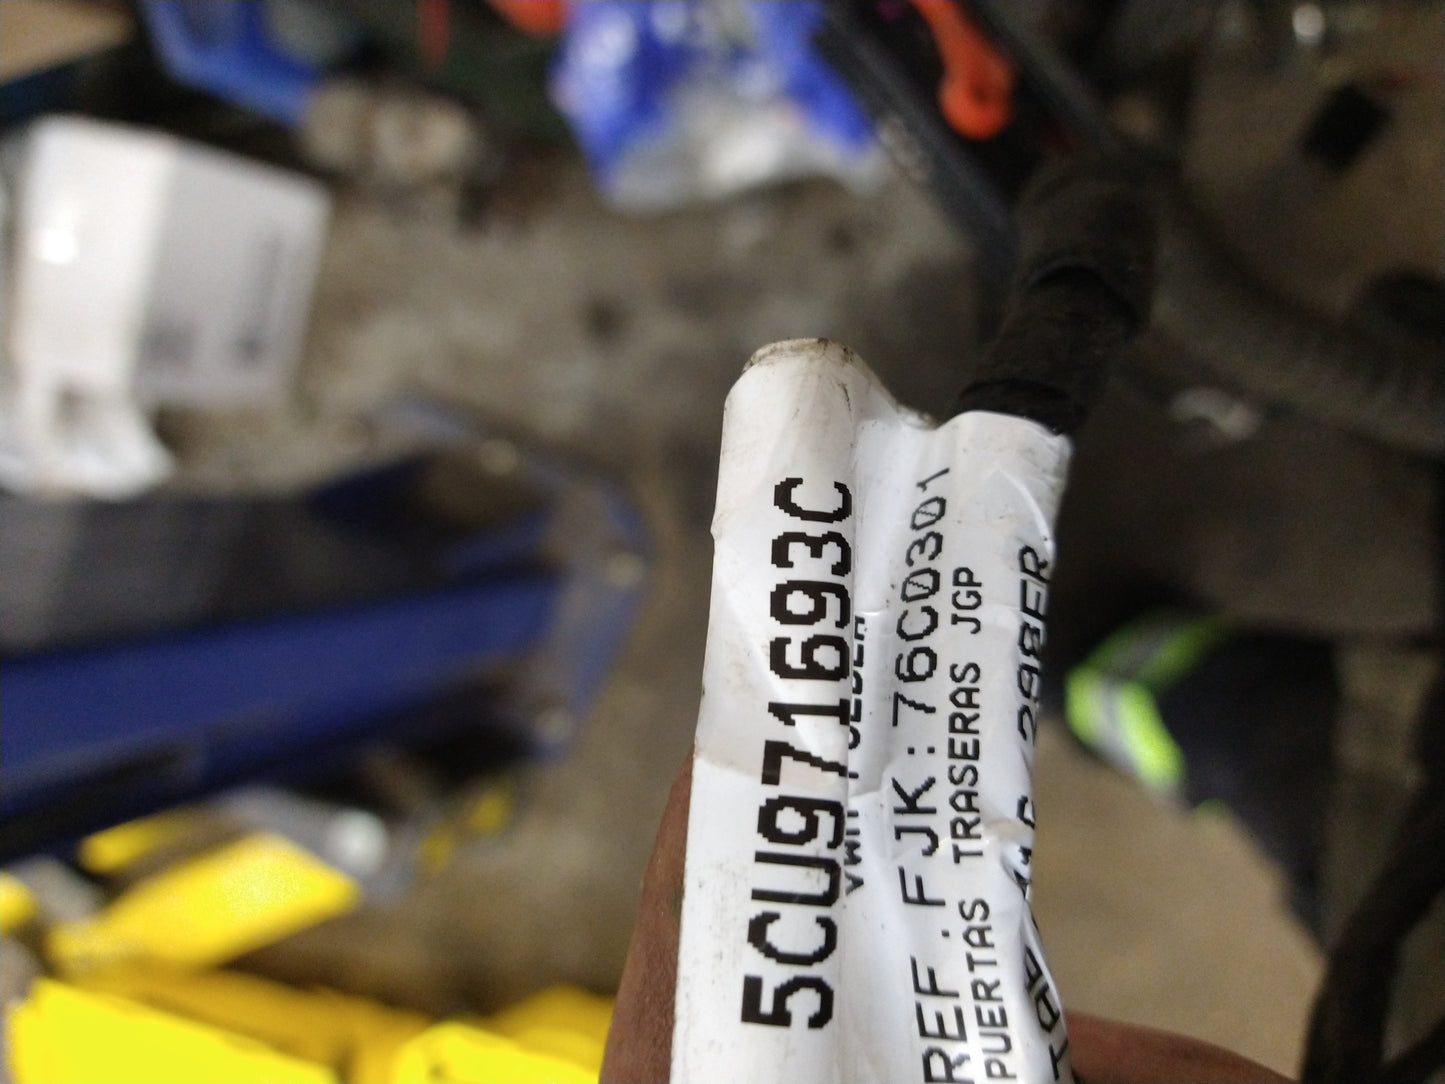 5CU971693C
REF.FJK:76C0301
PUERTAS TRASERAS JGP